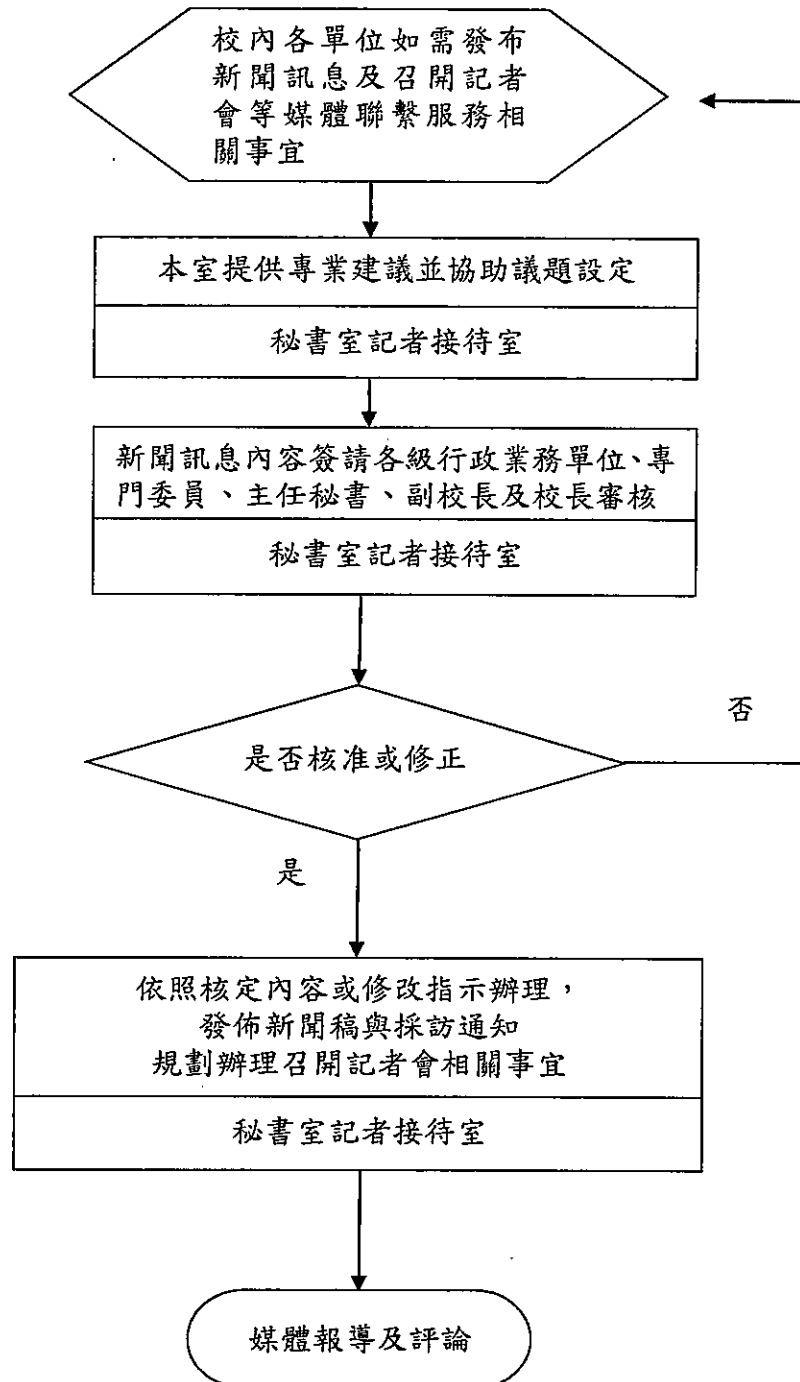 校內各單位如需發布
新聞訊息及召開記者
會等媒體聯繫服務相
關事宜
本室提供專業建議並協助議題設定
秘書室記者接待室
新聞訊息內容簽請各級行政業務單位、專
門委員、主任秘書、副校長及校長審核
秘書室記者接待室
是否核准或修正
否
是
依照核定內容或修改指示辦理，
發佈新聞稿與採訪通知
規劃辦理召開記者會相關事宜
秘書室記者接待室
媒體報導及評論